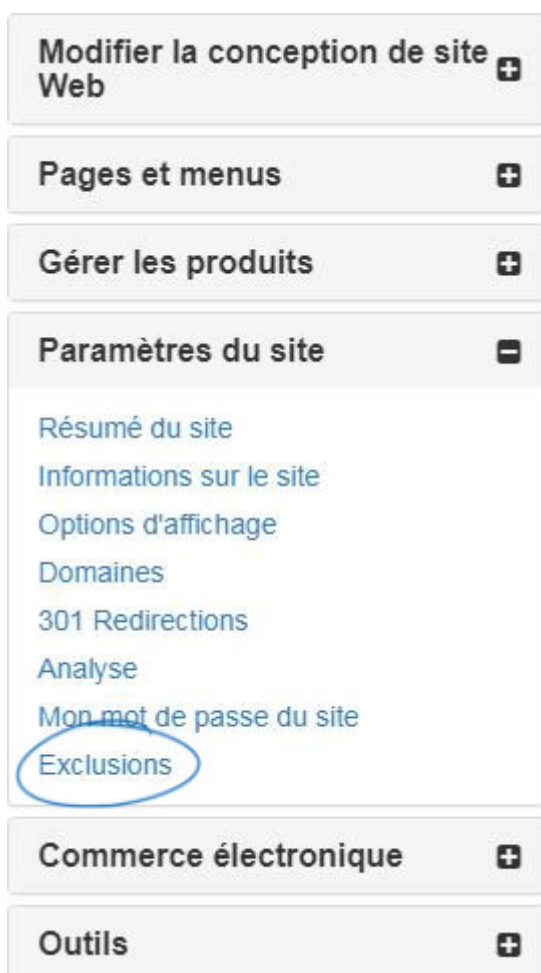 Modifier la conception de site
Web
Pages et menus
Gérer les produits
Paramètres du site
Résumé du site
Informations sur le site
Options d'affichage
Domaines
301 Redirections
Analyse
Mon mot de passe du site
Exclusions
Commerce électronique
Outils